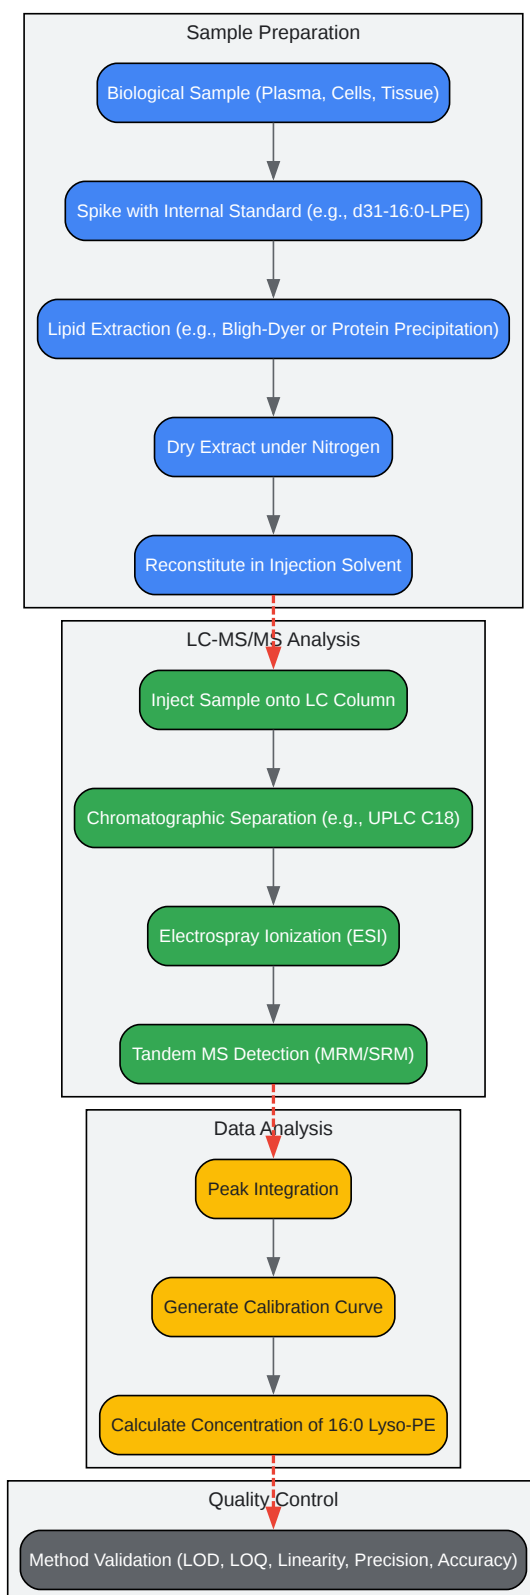 Sample Preparation
Biological Sample (Plasma, Cells, Tissue)
Spike with Internal Standard (e.g., d31-16:0-LPE)
Lipid Extraction (e.g., Bligh-Dyer or Protein Precipitation)
Dry Extract under Nitrogen
Reconstitute in Injection Solvent
LC-MS/MS Analysis
Inject Sample onto LC Column
Chromatographic Separation (e.g., UPLC C18)
Electrospray Ionization (ESI)
Tandem MS Detection (MRM/SRM)
Data Analysis
Peak Integration
Generate Calibration Curve
Calculate Concentration of 16:0 Lyso-PE
Quality Control
Method Validation (LOD, LOQ, Linearity, Precision, Accuracy)